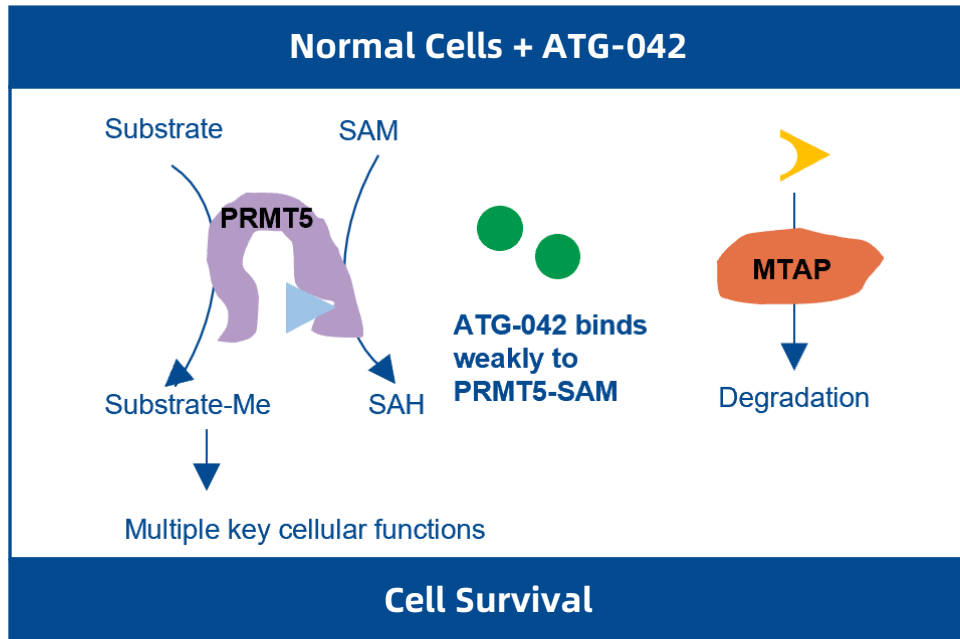 Normal Cells + ATG-042
Substrate
SAM
PRMT5
MTAP
ATG-042 binds
weakly to
PRMT5-SAM
Substrate-Me
SAH
Degradation
Multiple key cellular functions
Cell Survival